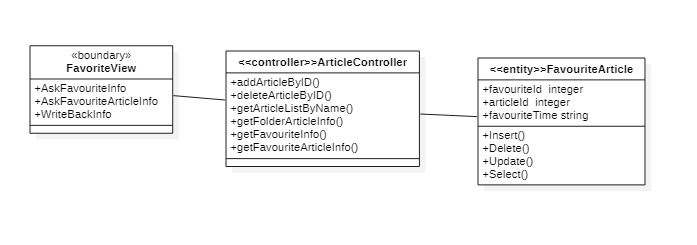 «boundary»
FavoriteView
+AskFavouriteInfo
+AskFavouriteArticleInfo
+WriteBackInfo
<<controller>>ArticleController
+addArticleByID()
+deleteArticleByID()
+getArticleListByName()
+getFolderArticleInfo()
+getFavouriteInfo()
+getFavouriteArticleInfo()
<<entity>>FavouriteArticle
+favouriteId integer
+articleId integer
+favouriteTime string
+Insert()
+Delete()
+Update()
+Select()